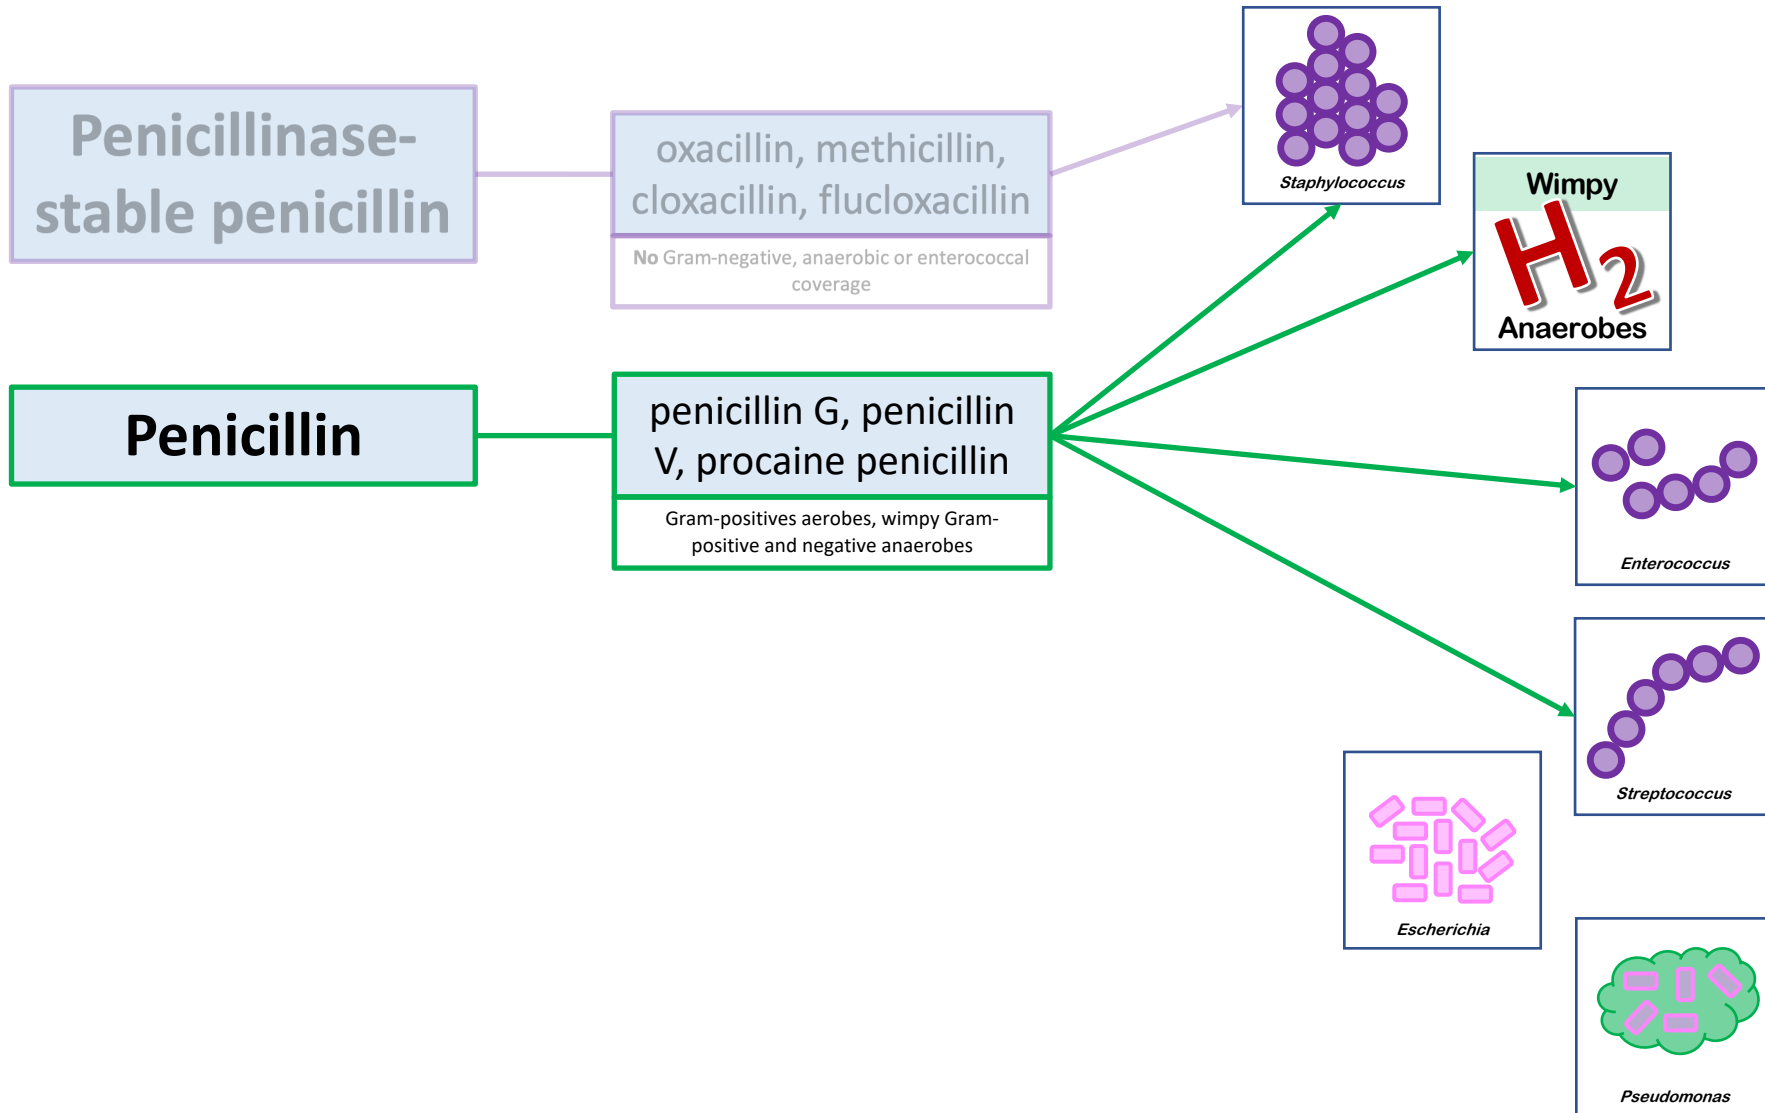 Penicillinase-
stable penicillin
oxacillin, methicillin,
cloxacillin, flucloxacillin
No Gram-negative, anaerobic or enterococcal
coverage
Staphylococcus
Wimpy
H2
Anaerobes
Penicillin
penicillin G, penicillin
V, procaine penicillin
Gram-positives aerobes, wimpy Gram-
positive and negative anaerobes
Enterococcus
Streptococcus
Escherichia
Pseudomonas